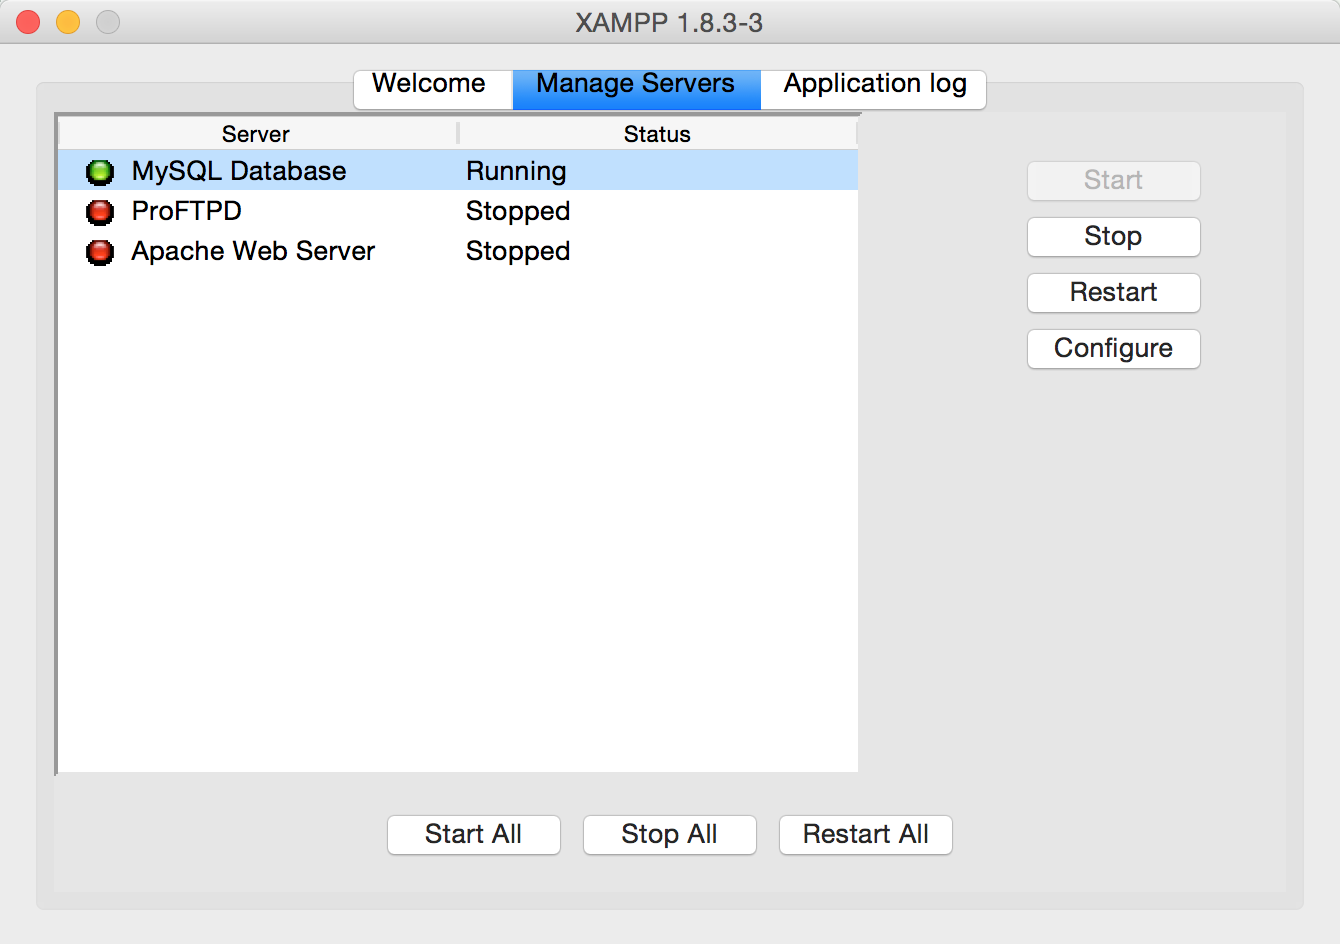 XAMPP 1.8.3-3
Welcome Manage Servers Application log
Server Status
MySQL Database Running
ProFTPD Stopped
Apache Web Server Stopped
Start
Stop
Restart
Configure
Start All Stop All Restart All